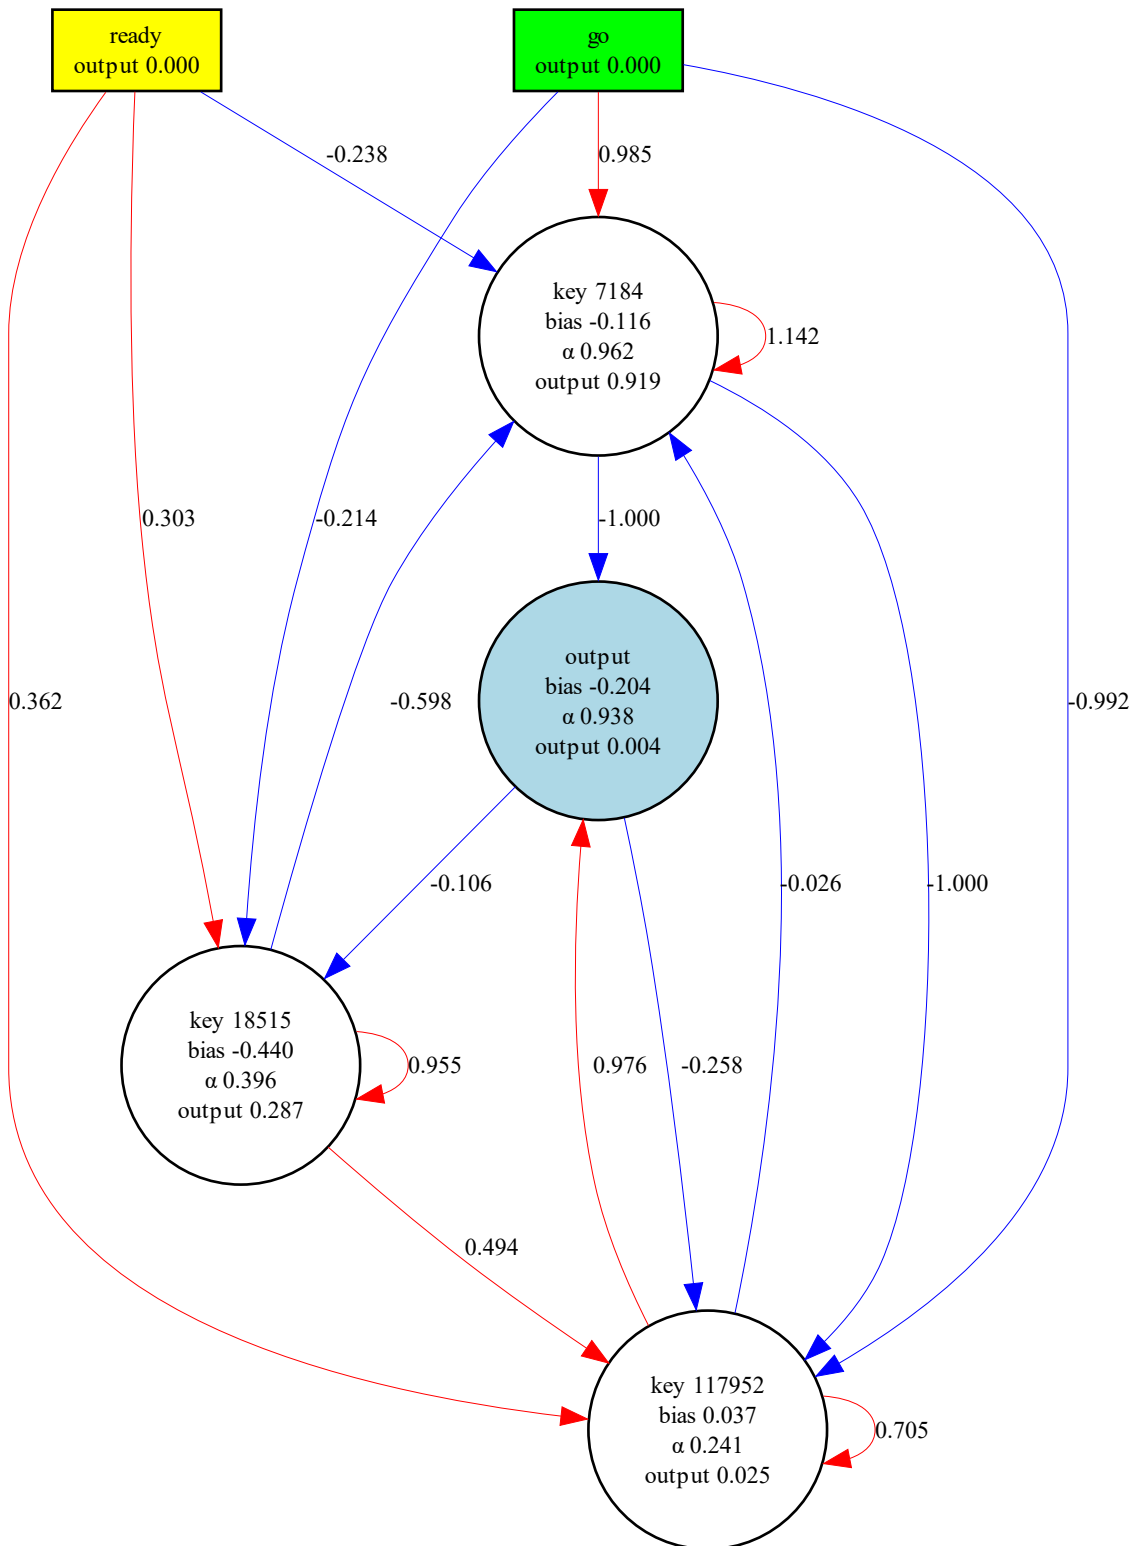 ready
output 0.000
go
output 0.000
-0.238
0.985
key 7184
bias -0.116
α 0.962
output 0.919
1.142
0.303
-0.214
-1.000
output
bias -0.204
α 0.938
output 0.004
0.362
-0.598
-0.992
-0.106
-0.026
-1.000
key 18515
bias -0.440
α 0.396
output 0.287
0.955
0.976
-0.258
0.494
key 117952
bias 0.037
α 0.241
output 0.025
0.705